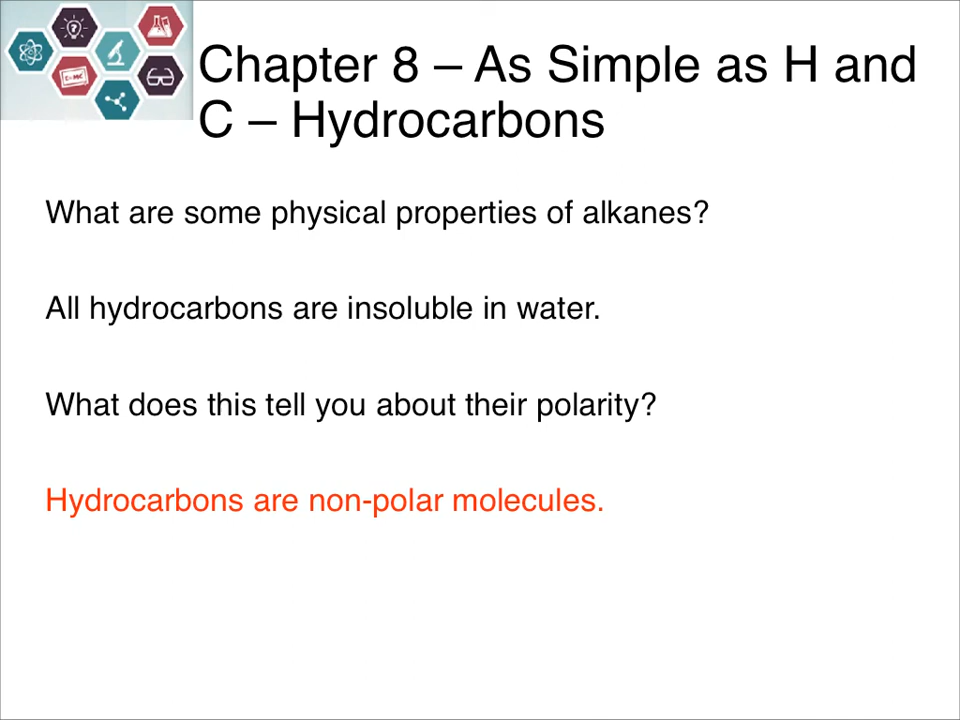 Chapter 8 – As Simple as H and
C – Hydrocarbons
What are some physical properties of alkanes?
All hydrocarbons are insoluble in water.
What does this tell you about their polarity?
Hydrocarbons are non-polar molecules.